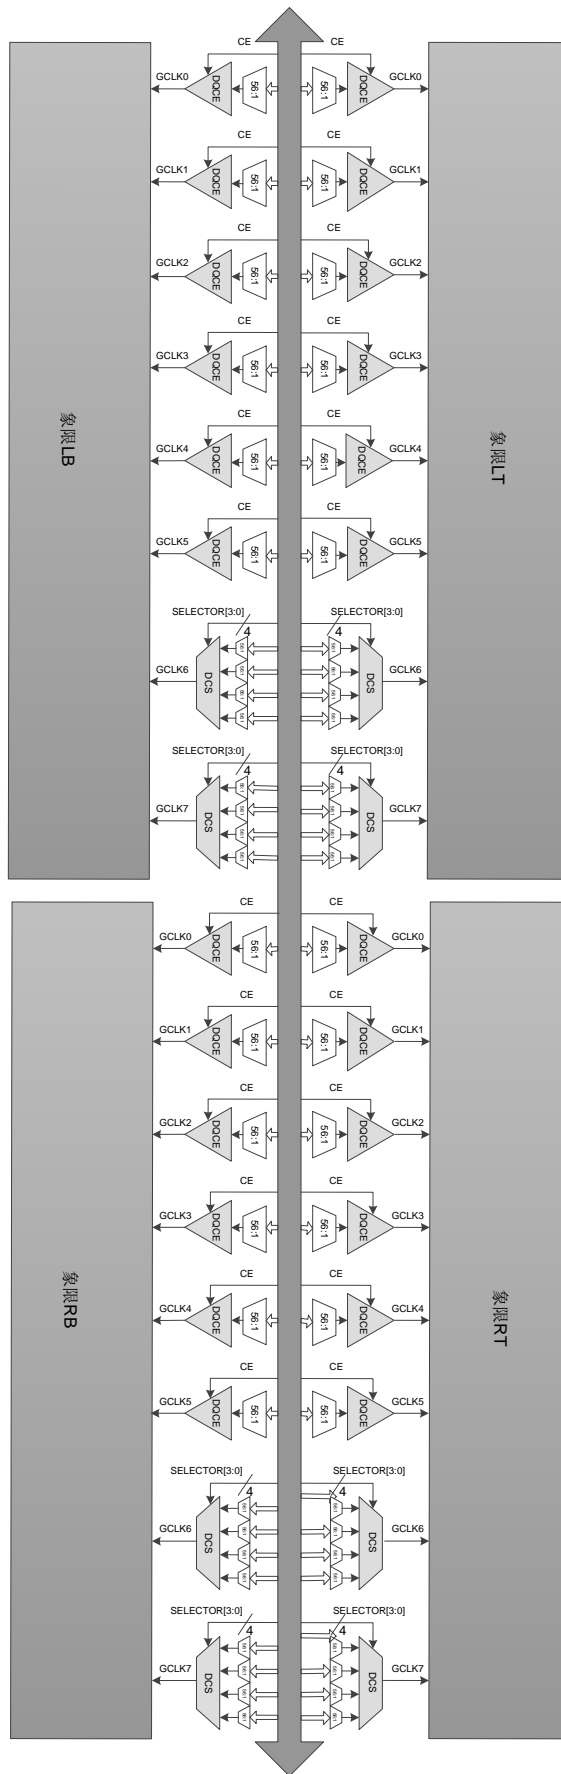 CE
CE
GCLK0
DQCE
56:1
56:1
DQCE
GCLK0
CE
CE
GCLK1
DQCE
56:1
56:1
DQCE
GCLK1
CE
CE
GCLK2
DQCE
56:1
56:1
DQCE
GCLK2
CE
CE
GCLK3
DQCE
56:1
56:1
DQCE
GCLK3
象限LB
象限LT
CE
CE
GCLK4
DQCE
56:1
56:1
DQCE
GCLK4
CE
CE
GCLK5
DQCE
56:1
56:1
DQCE
GCLK5
SELECTOR[3:0]
SELECTOR[3:0]
4
4
GCLK6
DCS
DCS
GCLK6
SELECTOR[3:0]
SELECTOR[3:0]
4
4
GCLK7
DCS
DCS
GCLK7
CE
CE
GCLK0
DQCE
56:1
56:1
DQCE
GCLK0
CE
CE
GCLK1
DQCE
56:1
56:1
DQCE
GCLK1
CE
CE
GCLK2
DQCE
56:1
56:1
DQCE
GCLK2
CE
CE
GCLK3
DQCE
56:1
56:1
DQCE
GCLK3
象限RB
象限RT
CE
CE
GCLK4
DQCE
56:1
56:1
DQCE
GCLK4
CE
CE
GCLK5
DQCE
56:1
56:1
DQCE
GCLK5
SELECTOR[3:0]
SELECTOR[3:0]
4
4
GCLK6
DCS
DCS
GCLK6
SELECTOR[3:0]
SELECTOR[3:0]
4
4
GCLK7
DCS
DCS
GCLK7